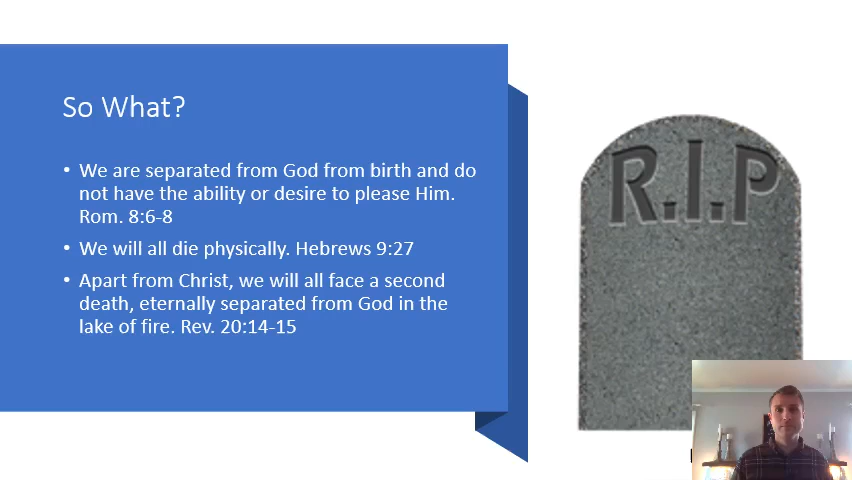 So What?
• We are separated from God from birth and do
not have the ability or desire to please Him.
Rom. 8:6-8
• We will all die physically. Hebrews 9:27
• Apart from Christ, we will all face a second
death, eternally separated from God in the
lake of fire. Rev. 20:14-15
R.I.P